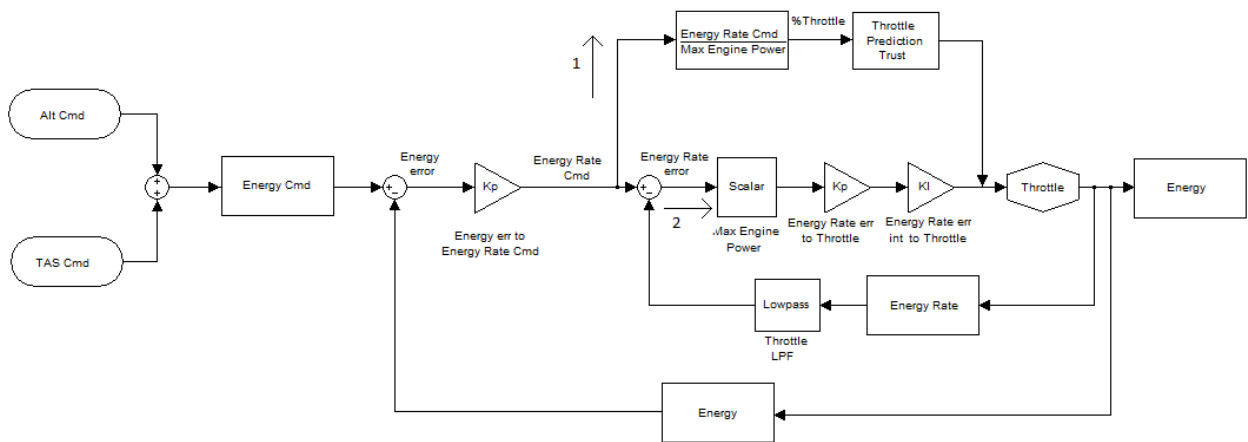 %Throttle
Energy Rate Cmd
Max Engine Power
Throttle
Prediction
Trust
1
Alt Cmd
TAS Cmd
+
+
Energy Cmd
+
−
Energy
error
Kp
Energy err to
Energy Rate Cmd
Energy Rate
Cmd
+
−
Energy Rate
error
2
Scalar
Max Engine
Power
Kp
Energy Rate err
to Throttle
KI
Energy Rate err
int to Throttle
Throttle
Energy
Lowpass
Throttle
LPF
Energy Rate
Energy